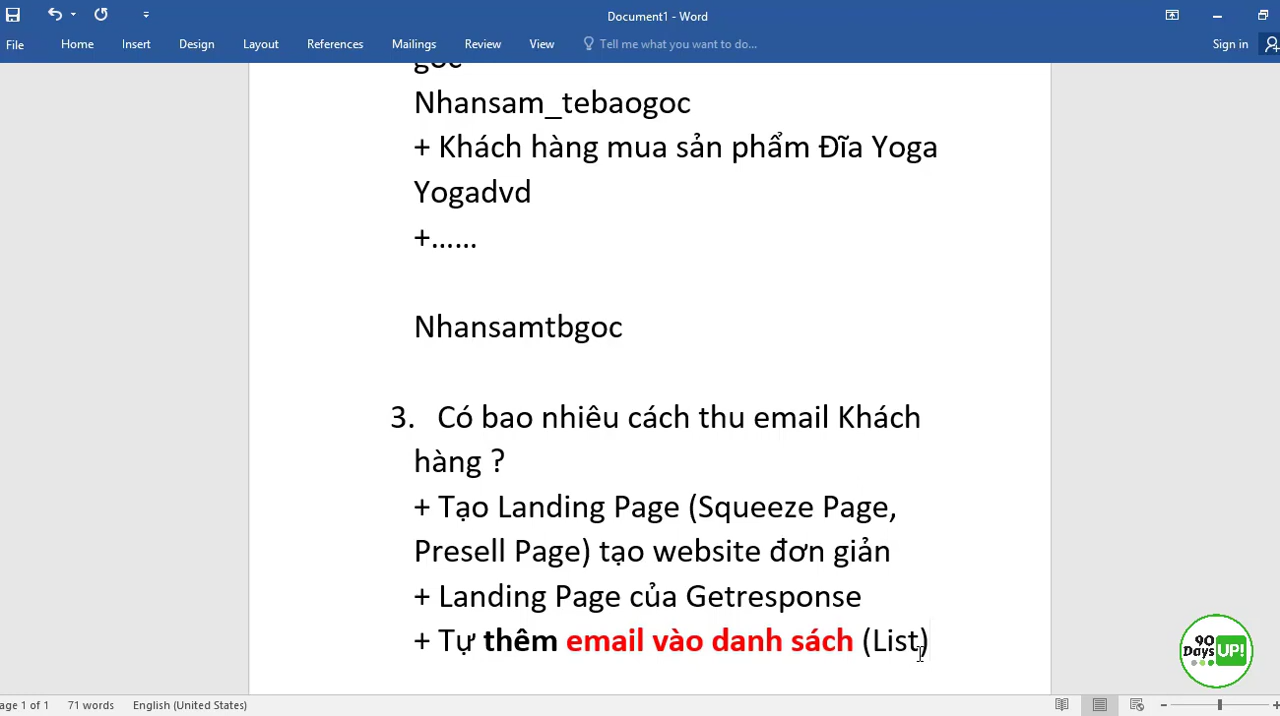 Document1 - Word
File Home Insert Design Layout References Mailings Review View Tell me what you want to do... Sign in
gốc
Nhansam_tebaogoc
+ Khách hàng mua sản phẩm Đĩa Yoga
Yogadvd
+......
Nhansamtbgoc
3. Có bao nhiêu cách thu email Khách
hàng ?
+ Tạo Landing Page (Squeeze Page,
Presell Page) tạo website đơn giản
+ Landing Page của Getresponse
+ Tự thêm email vào danh sách (List)
90
Days UP!
age 1 of 1 71 words English (United States)